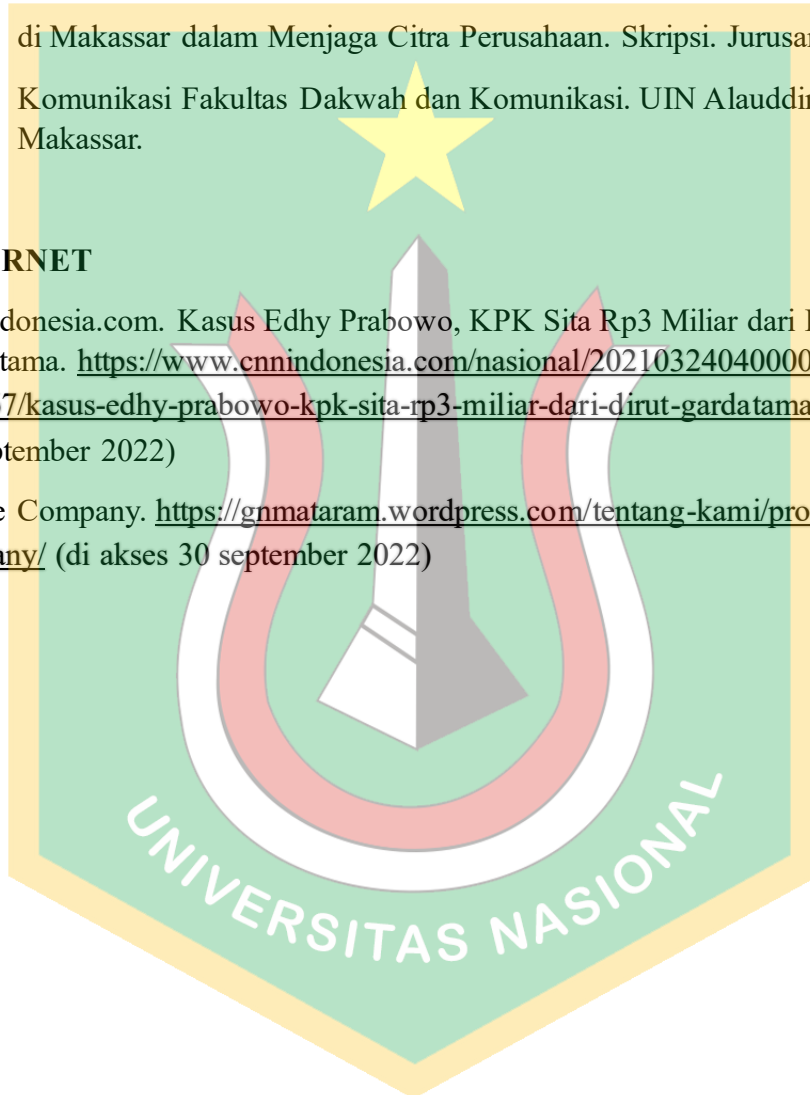 di Makassar dalam Menjaga Citra Perusahaan. Skripsi. Jurusan
Komunikasi Fakultas Dakwah dan Komunikasi. UIN Alauddin
Makassar.
RNET
donesia.com. Kasus Edhy Prabowo, KPK Sita Rp3 Miliar dari
tama. https://www.cnnindonesia.com/nasional/20210324040000
7/kasus-edhy-prabowo-kpk-sita-rp3-miliar-dari-dirut-gardatama
tember 2022)
e Company. https://gnmataram.wordpress.com/tentang-kami/pro
any/ (di akses 30 september 2022)
UNIVERSITAS NASIONAL